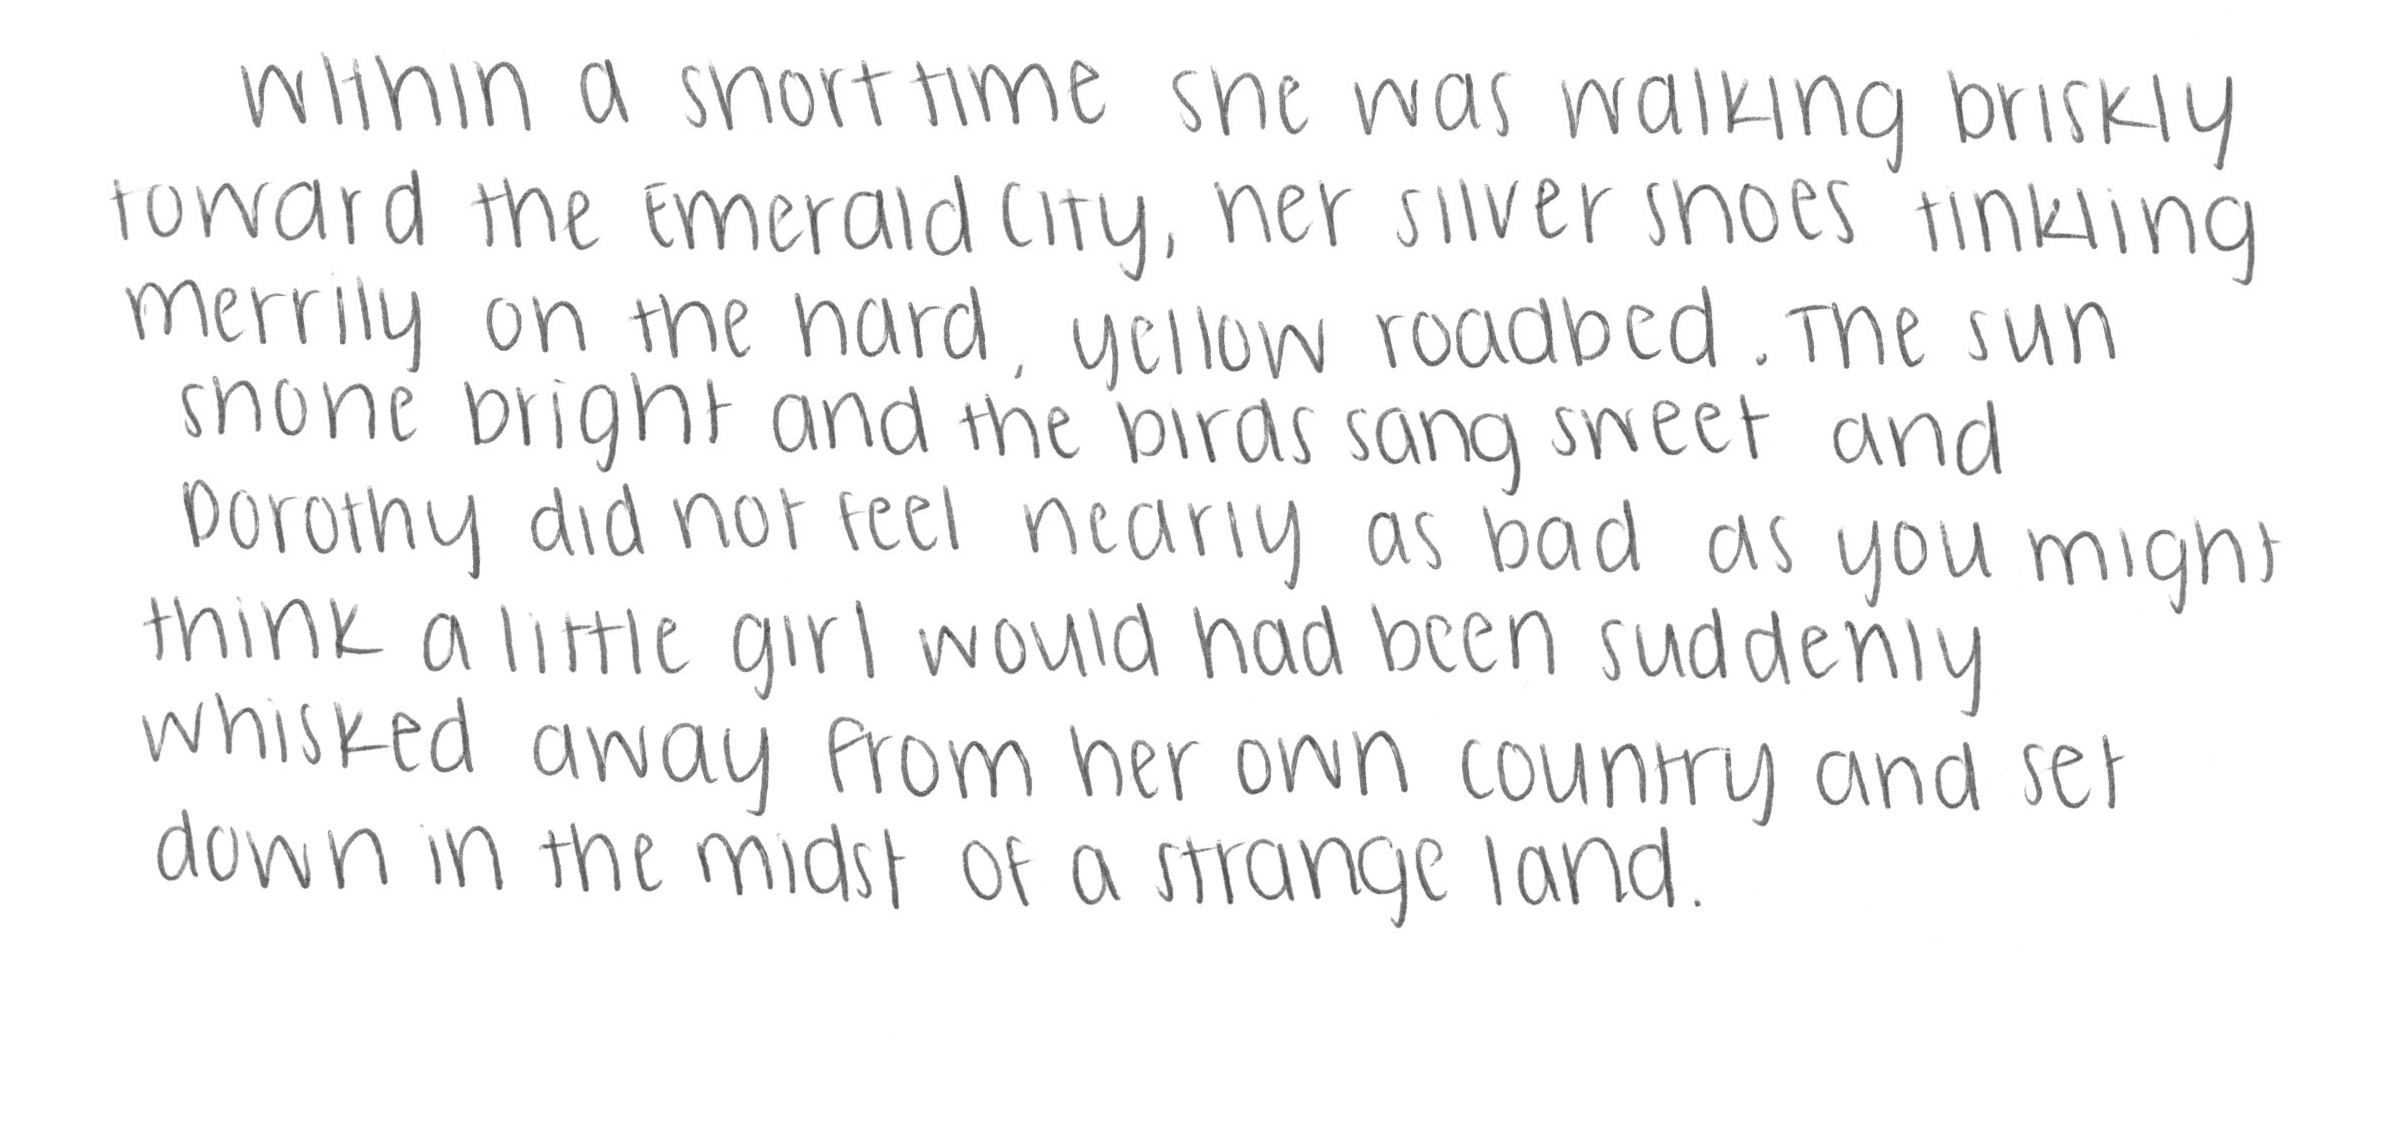 Within a short time she was walking briskly
toward the Emerald City, her silver shoes tinkling
merrily on the hard, yellow roadbed. The sun
shone bright and the birds sang sweet and
Dorothy did not feel nearly as bad as you might
think a little girl would had been suddenly
whisked away from her own country and set
down in the midst of a strange land.